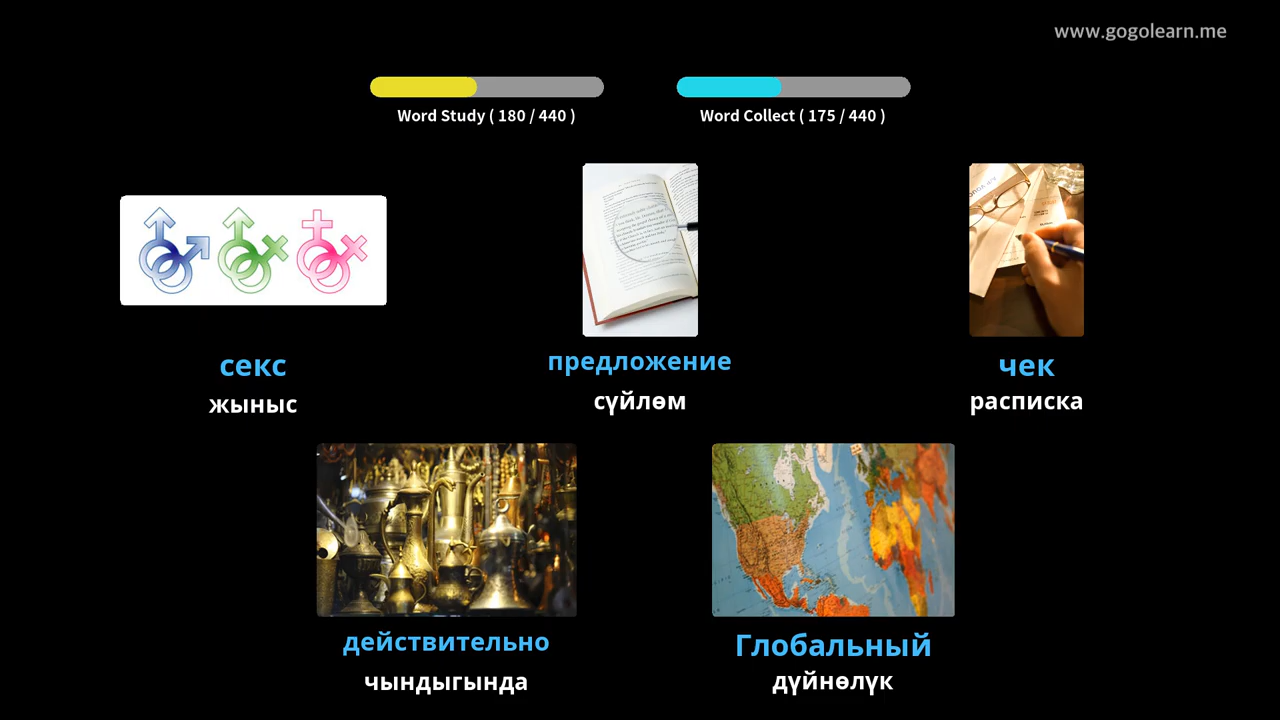 www.gogolearn.me
Word Study ( 180 / 440 )
Word Collect ( 175 / 440 )
секс
жыныс
предложение
сүйлөм
чек
расписка
действительно
чындыгында
Глобальный
дүйнөлүк